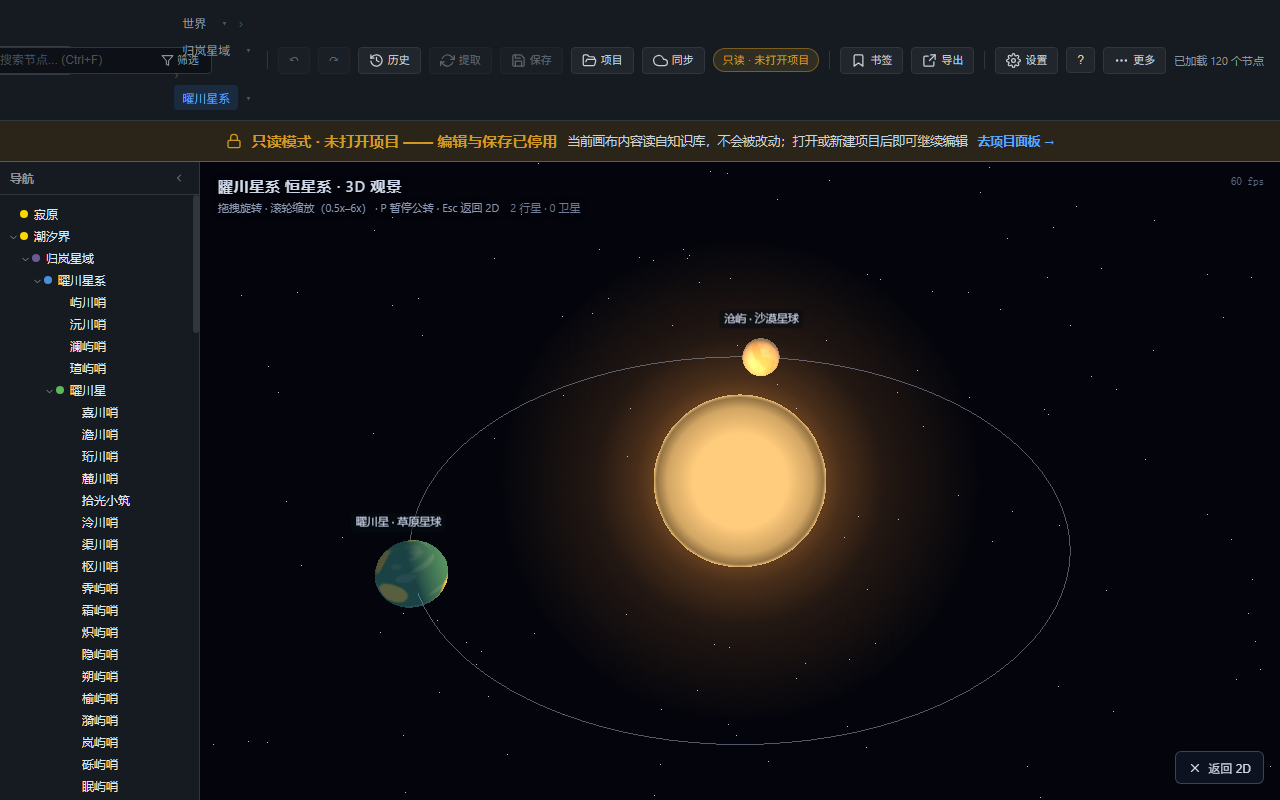 世界 ▾ ›
归岚星域 ▾
›
曜川星系 ▾
搜索节点... (Ctrl+F)
筛选
历史
提取
保存
项目
同步
只读 · 未打开项目
书签
导出
设置
?
更多
已加载 120 个节点
只读模式 · 未打开项目 —— 编辑与保存已停用 当前画布内容读自知识库，不会被改动；打开或新建项目后即可继续编辑 去项目面板 →
导航
寂原
潮汐界
归岚星域
曜川星系
屿川哨
沅川哨
澜屿哨
瑄屿哨
曜川星
熹川哨
澹川哨
珩川哨
麓川哨
拾光小筑
泠川哨
渠川哨
枢川哨
霁屿哨
霜屿哨
炽屿哨
隐屿哨
朔屿哨
榆屿哨
漪屿哨
岚屿哨
砾屿哨
眠屿哨
曜川星系 恒星系 · 3D 观景
拖拽旋转 · 滚轮缩放（0.5x–6x） · P 暂停公转 · Esc 返回 2D 2 行星 · 0 卫星
60 fps
沧屿 · 沙漠星球
曜川星 · 草原星球
返回 2D